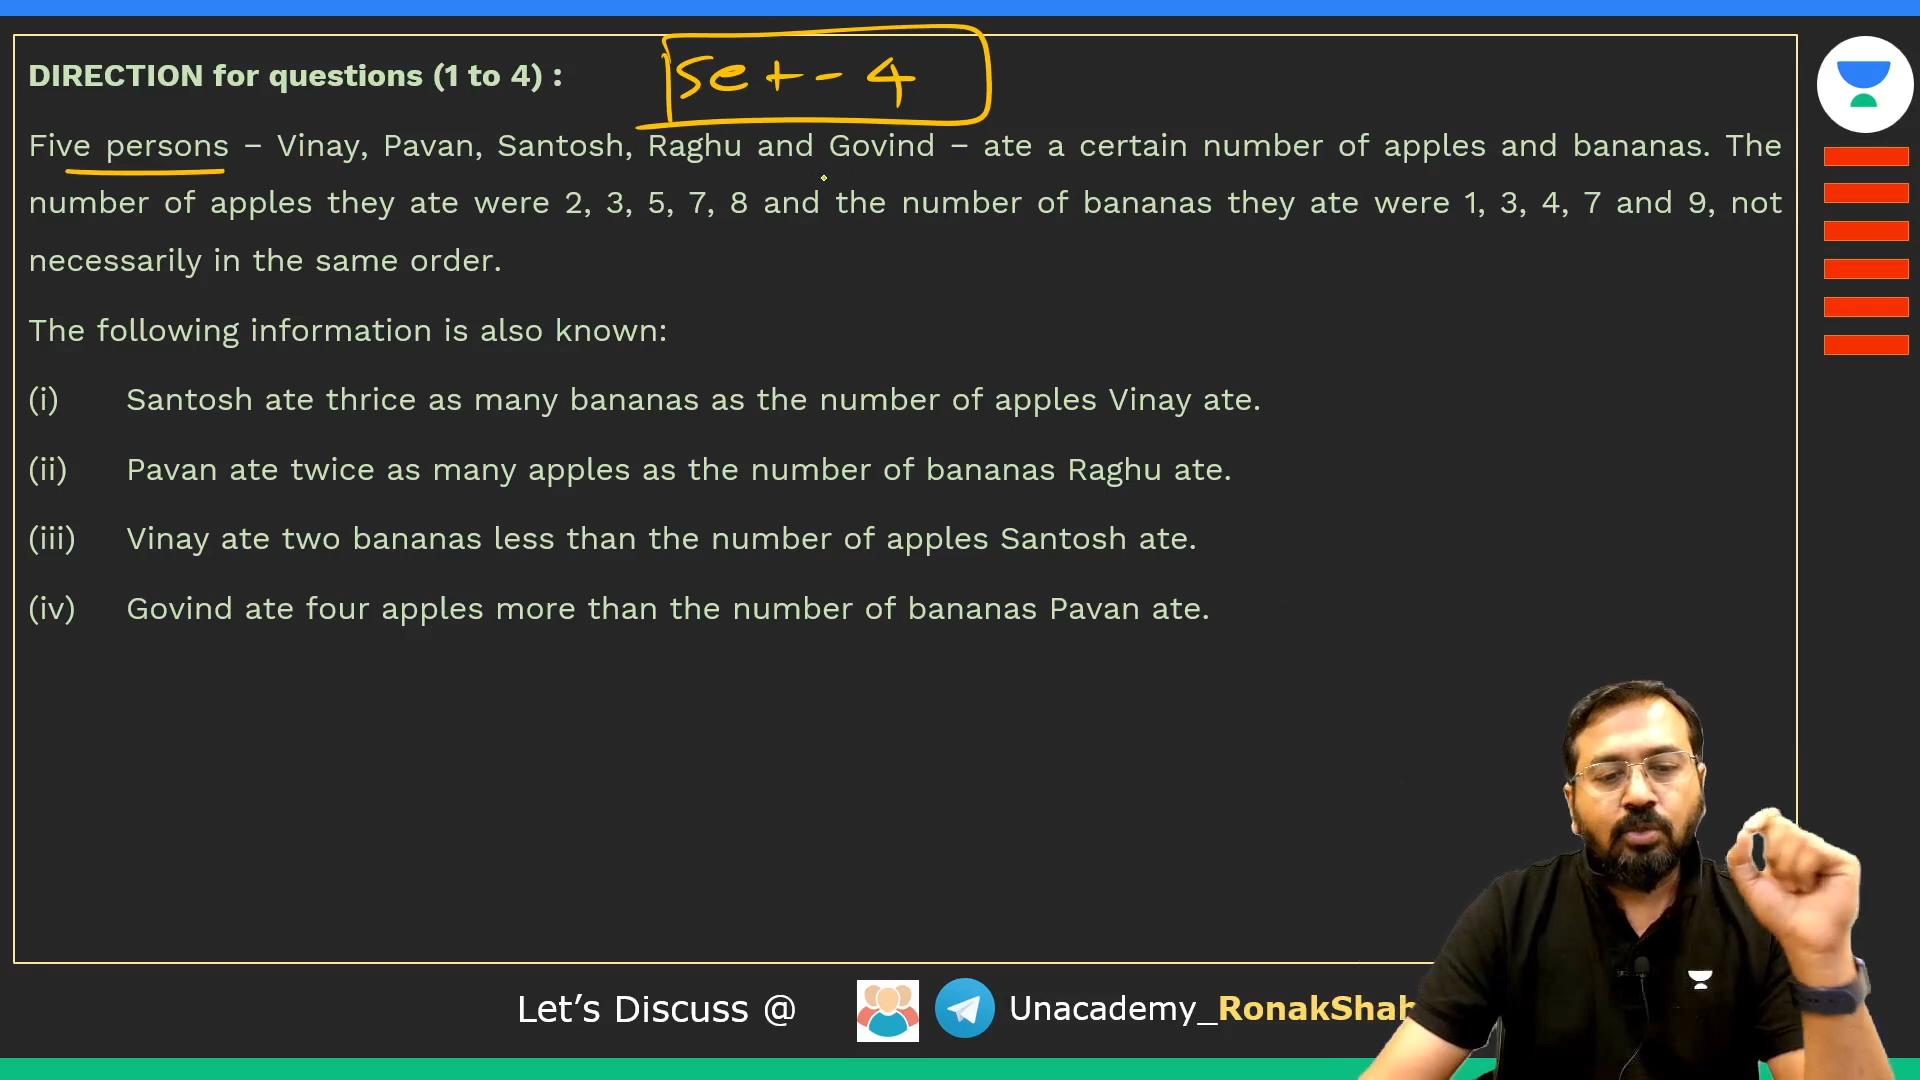 DIRECTION for questions (1 to 4) :
Set - 4
Five persons – Vinay, Pavan, Santosh, Raghu and Govind – ate a certain number of apples and bananas. The
number of apples they ate were 2, 3, 5, 7, 8 and the number of bananas they ate were 1, 3, 4, 7 and 9, not
necessarily in the same order.
The following information is also known:
(i) Santosh ate thrice as many bananas as the number of apples Vinay ate.
(ii) Pavan ate twice as many apples as the number of bananas Raghu ate.
(iii) Vinay ate two bananas less than the number of apples Santosh ate.
(iv) Govind ate four apples more than the number of bananas Pavan ate.
Let's Discuss @ Unacademy_RonakShah